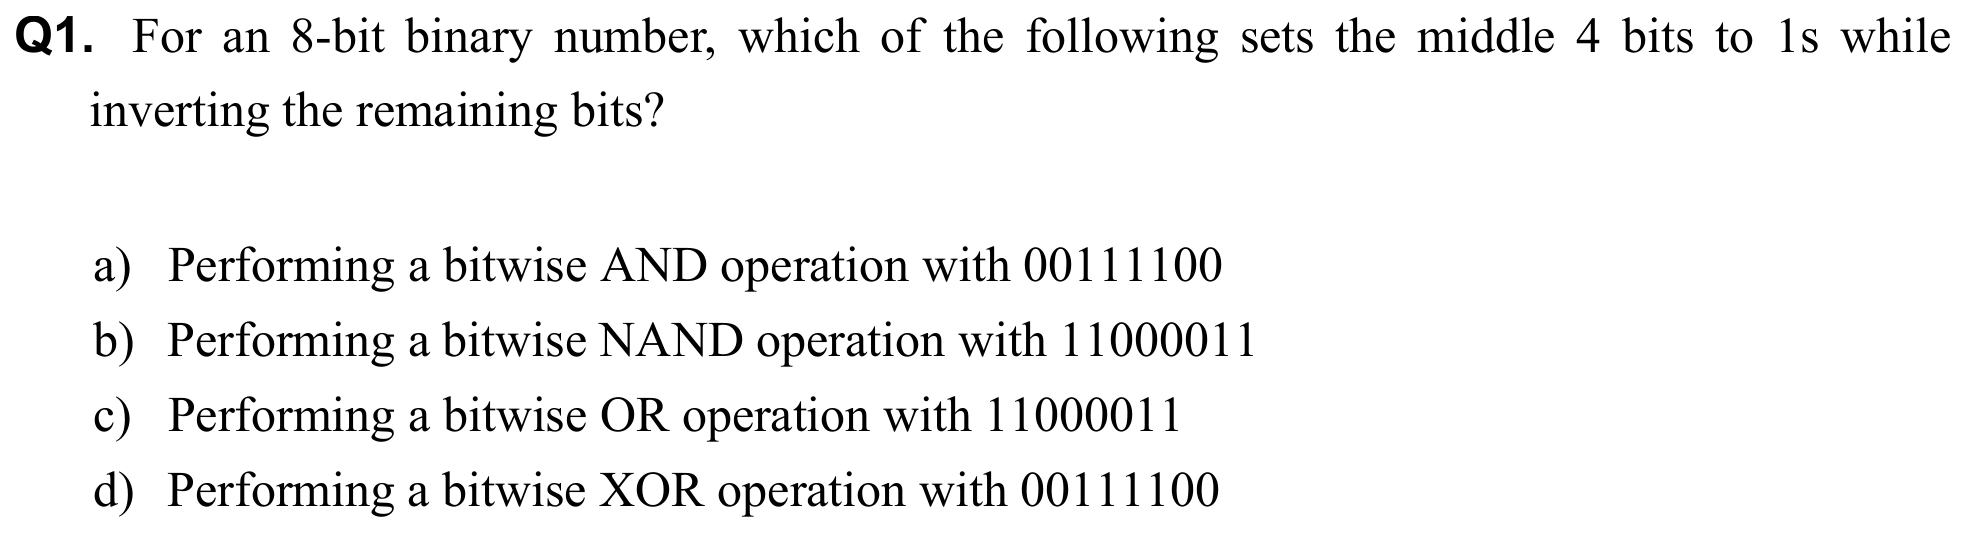 Q1. For an 8-bit binary number, which of the following sets the middle 4 bits to 1s while
inverting the remaining bits?
a) Performing a bitwise AND operation with 00111100
b) Performing a bitwise NAND operation with 11000011
c) Performing a bitwise OR operation with 11000011
d) Performing a bitwise XOR operation with 00111100